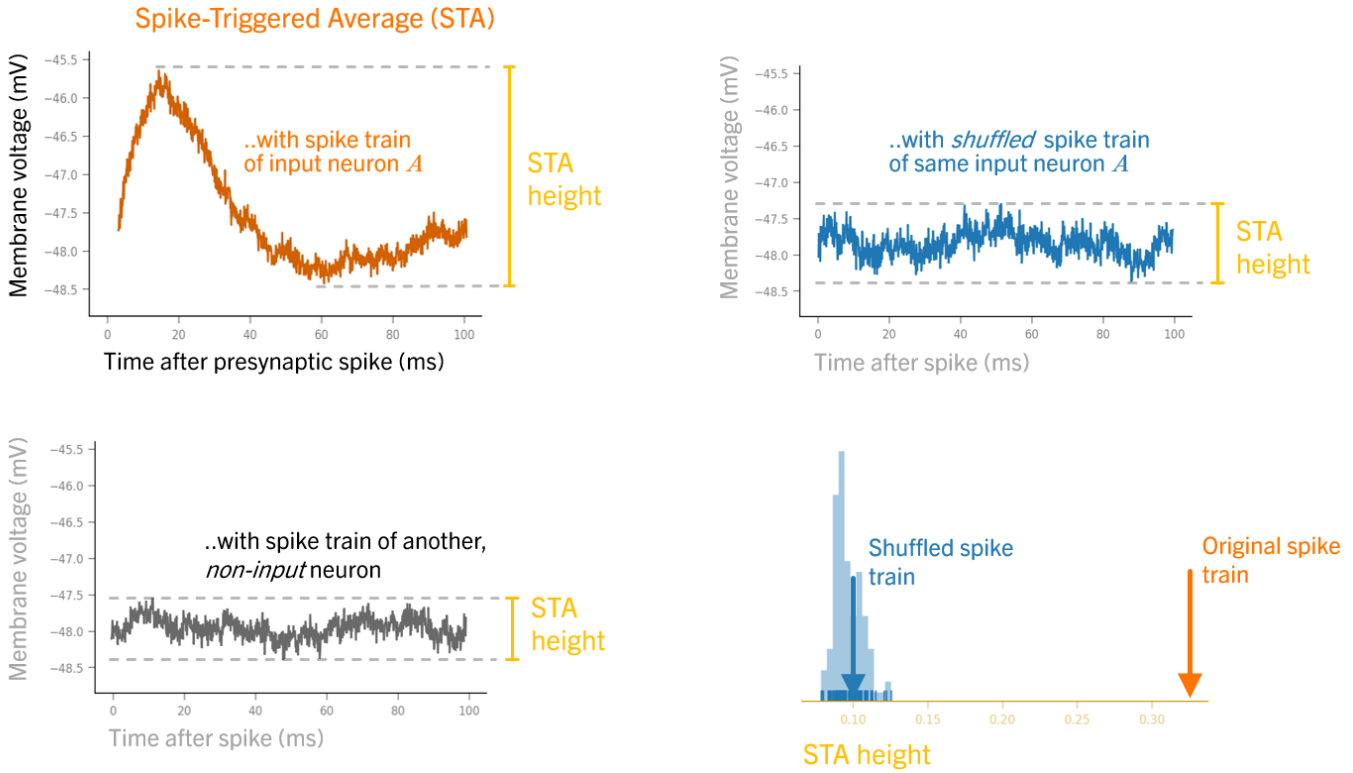 Spike-Triggered Average (STA)
Membrane voltage (mV)
−45.5
−46.0
−46.5
−47.0
−47.5
−48.0
−48.5
..with spike train
of input neuron A
STA
height
0 20 40 60 80 100
Time after presynaptic spike (ms)
Membrane voltage (mV)
−45.5
−46.0
−46.5
−47.0
−47.5
−48.0
−48.5
..with shuffled spike train
of same input neuron A
STA
height
0 20 40 60 80 100
Time after spike (ms)
Membrane voltage (mV)
−45.5
−46.0
−46.5
−47.0
−47.5
−48.0
−48.5
..with spike train of another,
non-input neuron
STA
height
0 20 40 60 80 100
Time after spike (ms)
Shuffled spike
train
Original spike
train
0.10 0.15 0.20 0.25 0.30
STA height